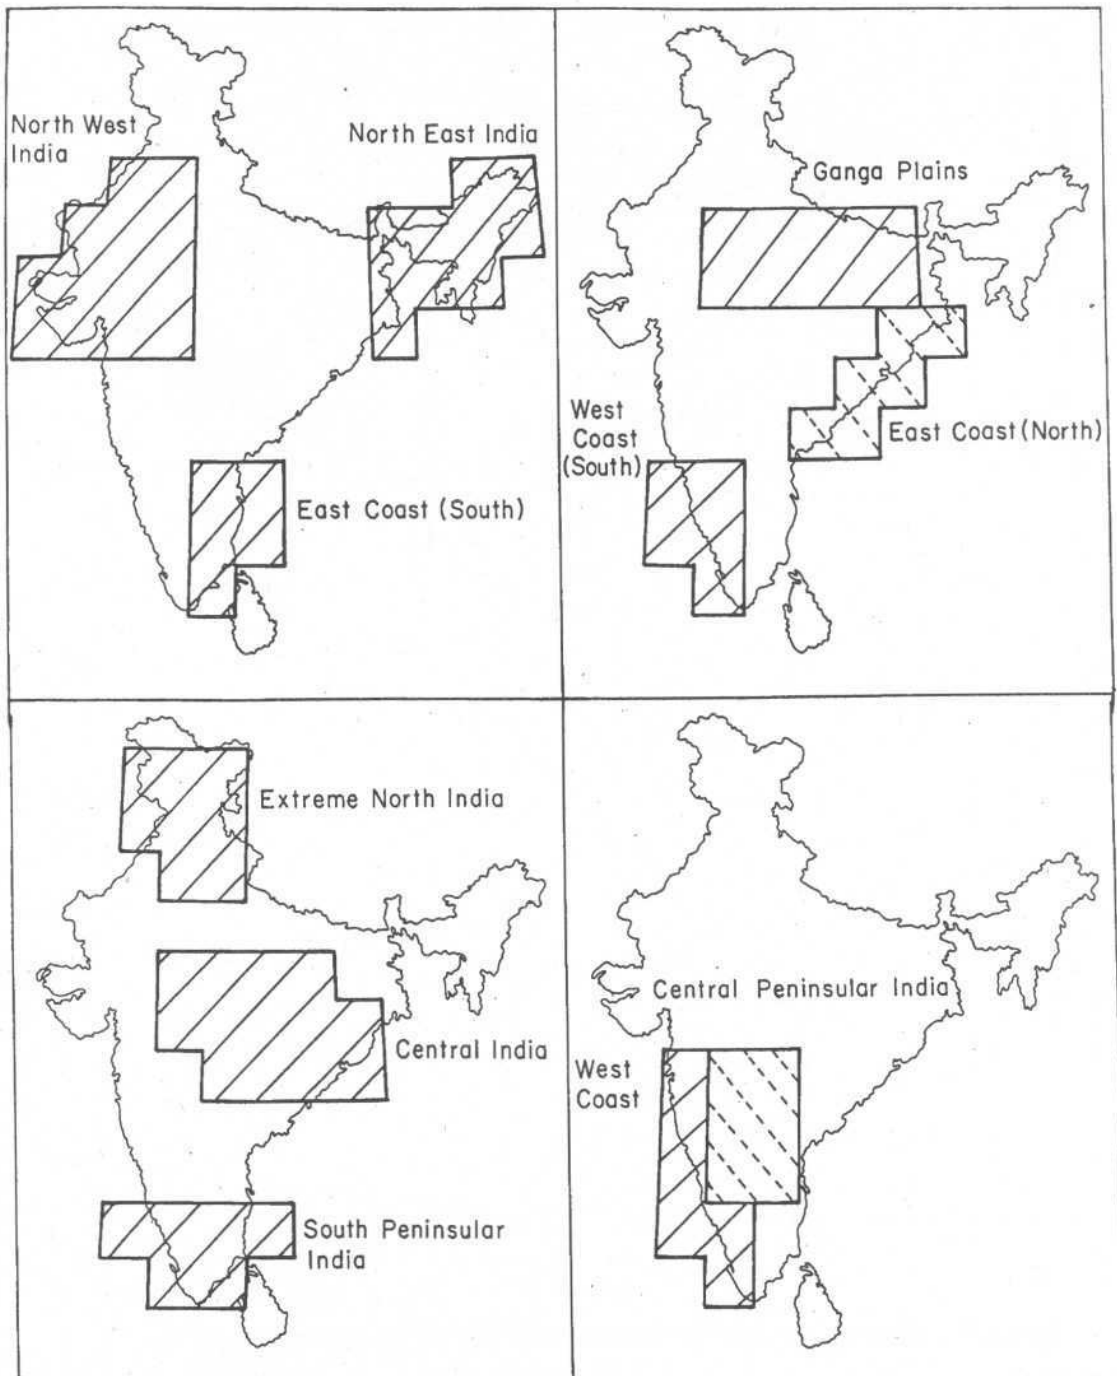 North West
India
North East India
East Coast (South)
Ganga Plains
West
Coast
(South)
East Coast (North)
Extreme North India
Central India
South Peninsular
India
Central Peninsular India
West
Coast